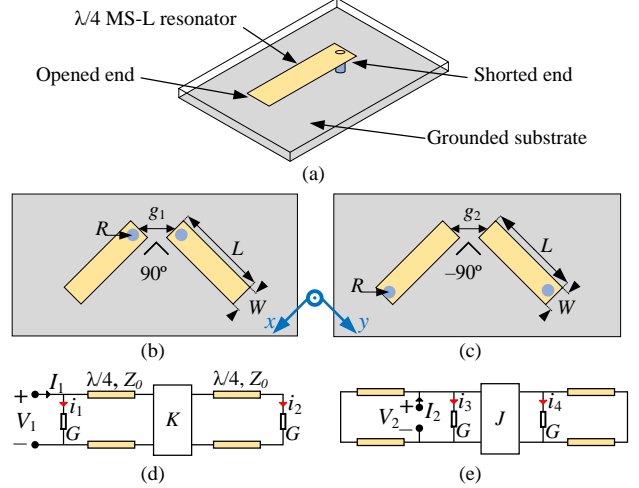 λ/4 MS-L resonator
Opened end
Shorted end
Grounded substrate
(a)
g1
R
L
90º
W
x
y
(b)
g2
L
R
–90º
W
(c)
I1
λ/4, Z0
λ/4, Z0
+
i1
K
i2
V1
G
G
–
(d)
i3
i4
+
I2
J
V2
G
G
–
(e)